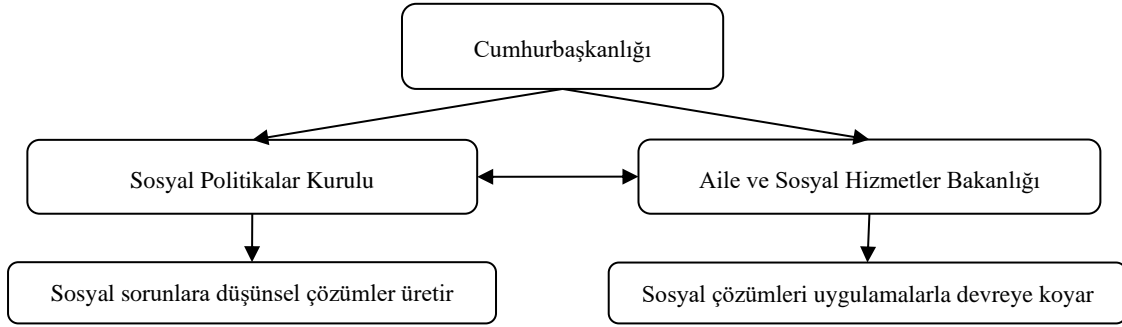 Cumhurbaşkanlığı
Sosyal Politikalar Kurulu
Aile ve Sosyal Hizmetler Bakanlığı
Sosyal sorunlara düşünsel çözümler üretir
Sosyal çözümleri uygulamalarla devreye koyar